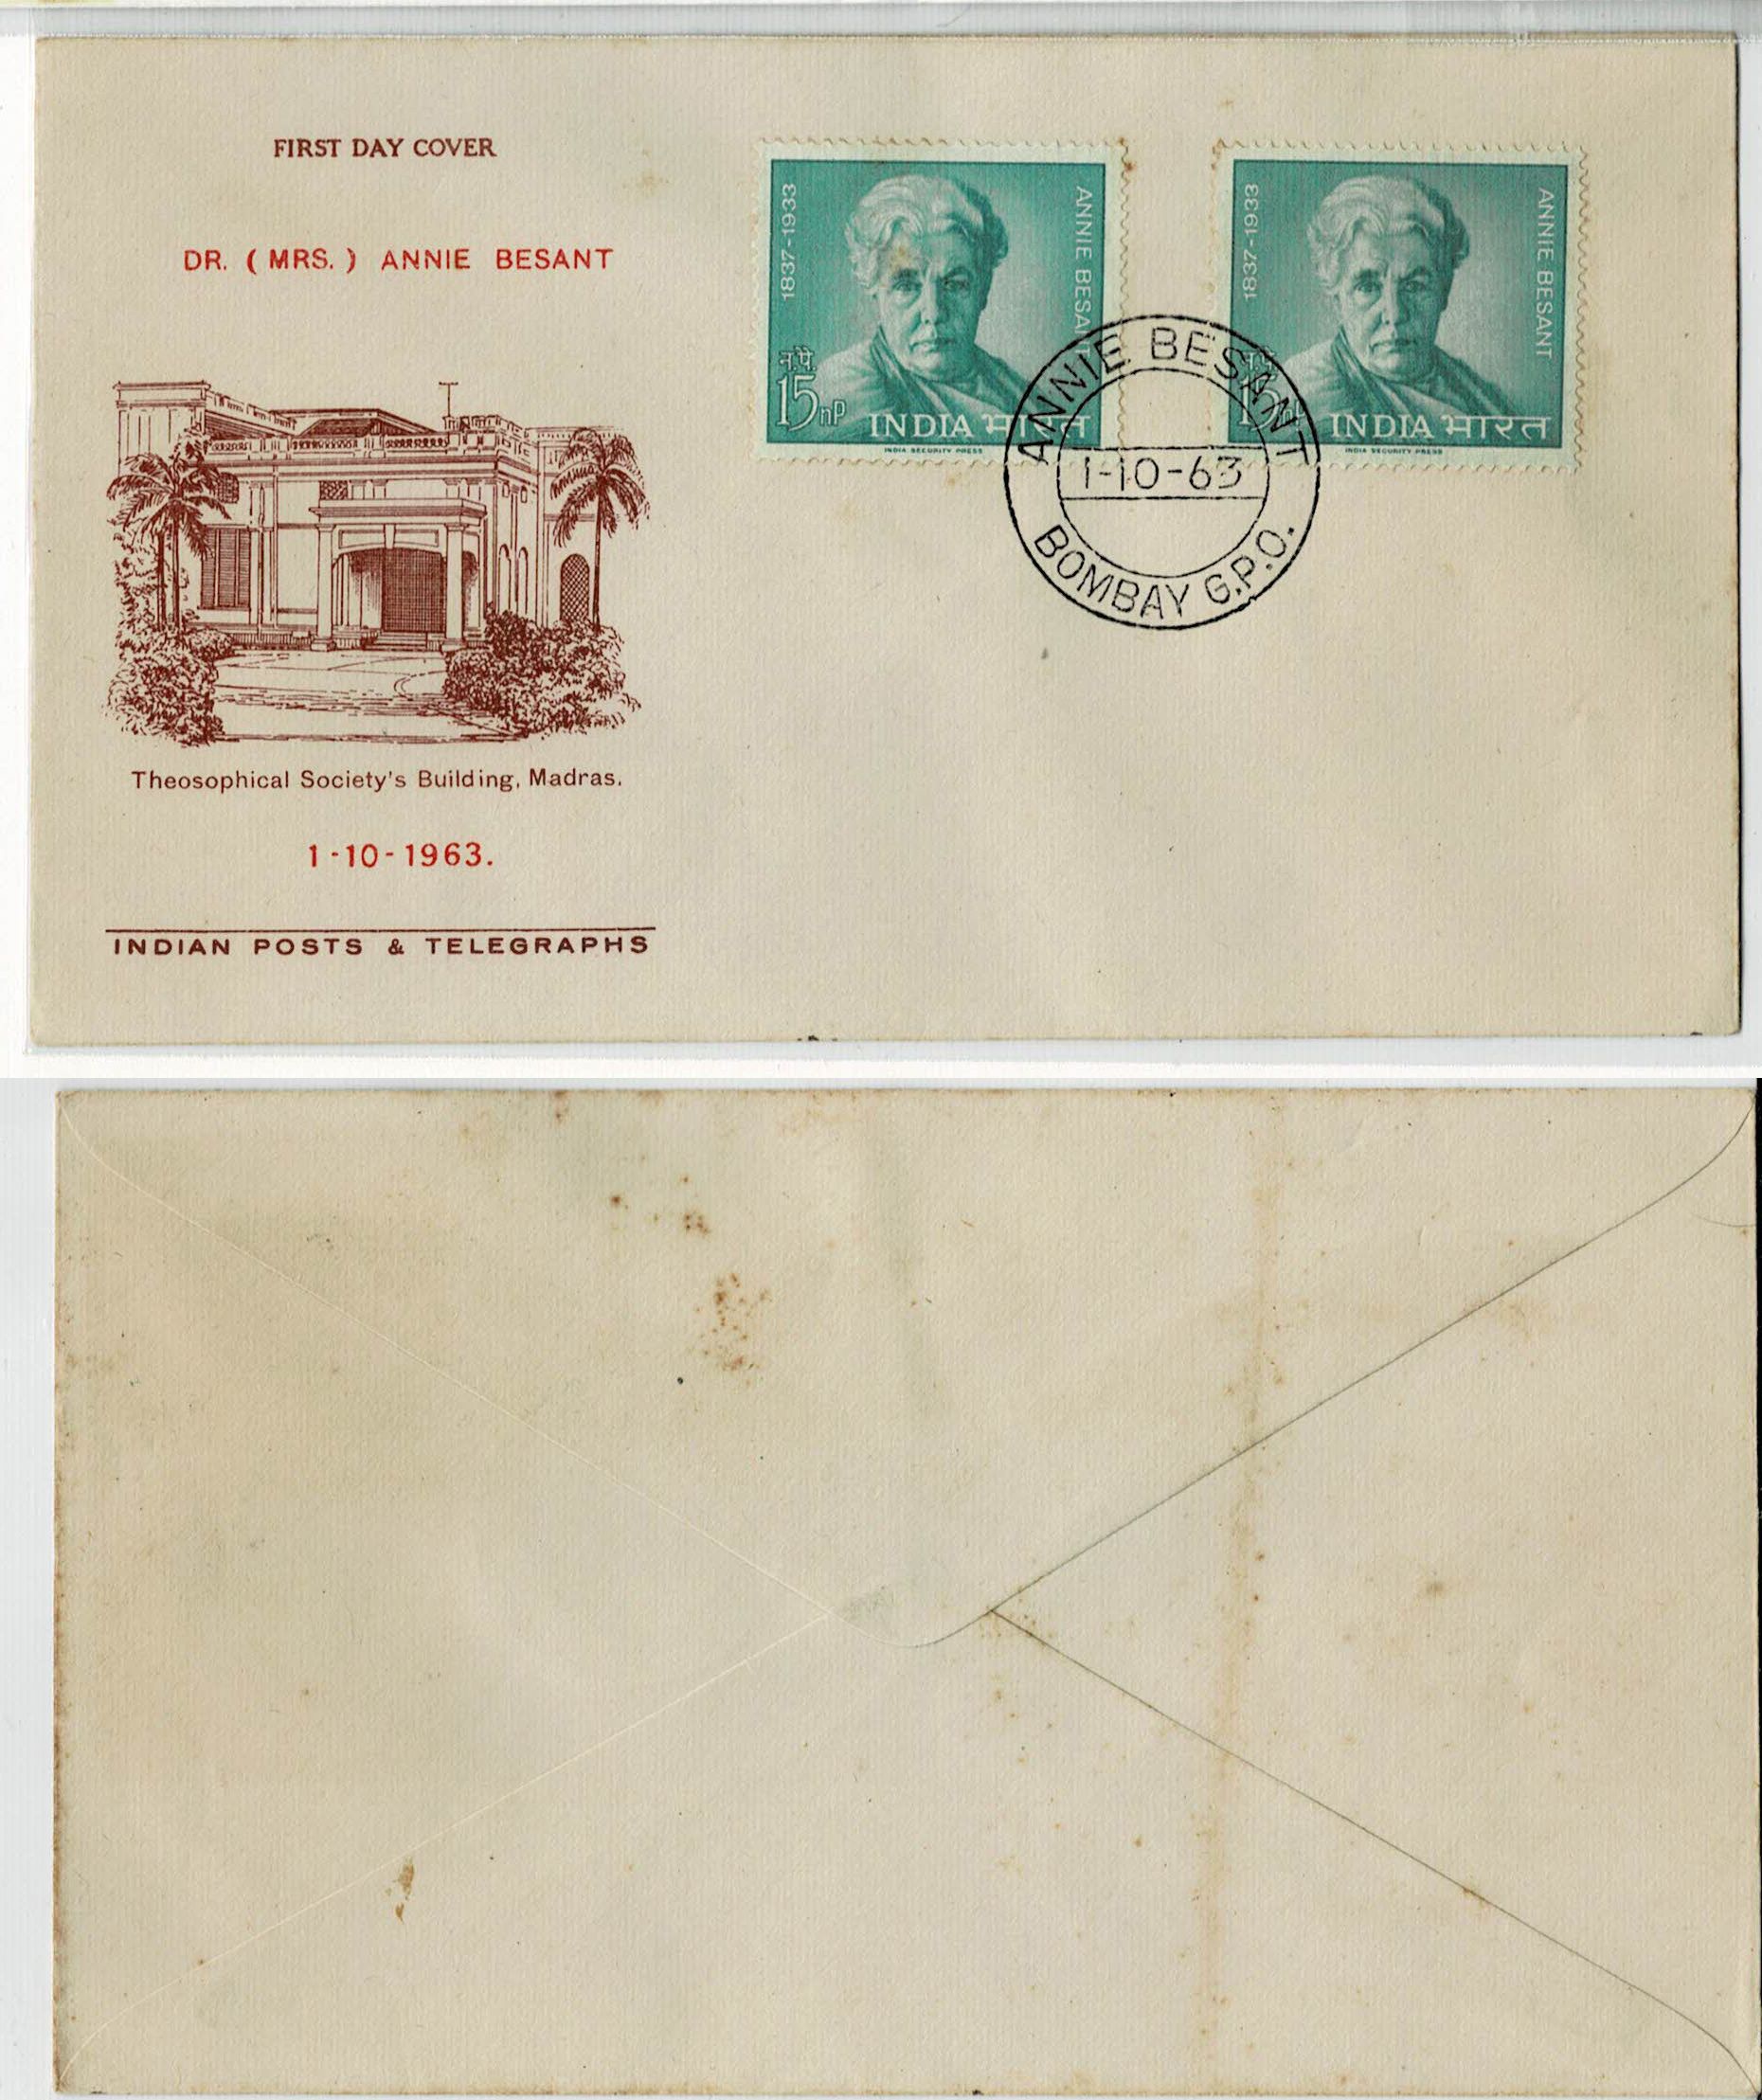 FIRST DAY COVER
DR. ( MRS. ) ANNIE BESANT
Theosophical Society's Building, Madras.
1-10-1963.
INDIAN POSTS & TELEGRAPHS
1837-1933
ANNIE BESANT
न.पै.
15 np
INDIA भारत
INDIA SECURITY PRESS
1837-1933
ANNIE BESANT
न.पै.
15 np
INDIA भारत
INDIA SECURITY PRESS
ANNIE BESANT
1-10-63
BOMBAY G.P.O.